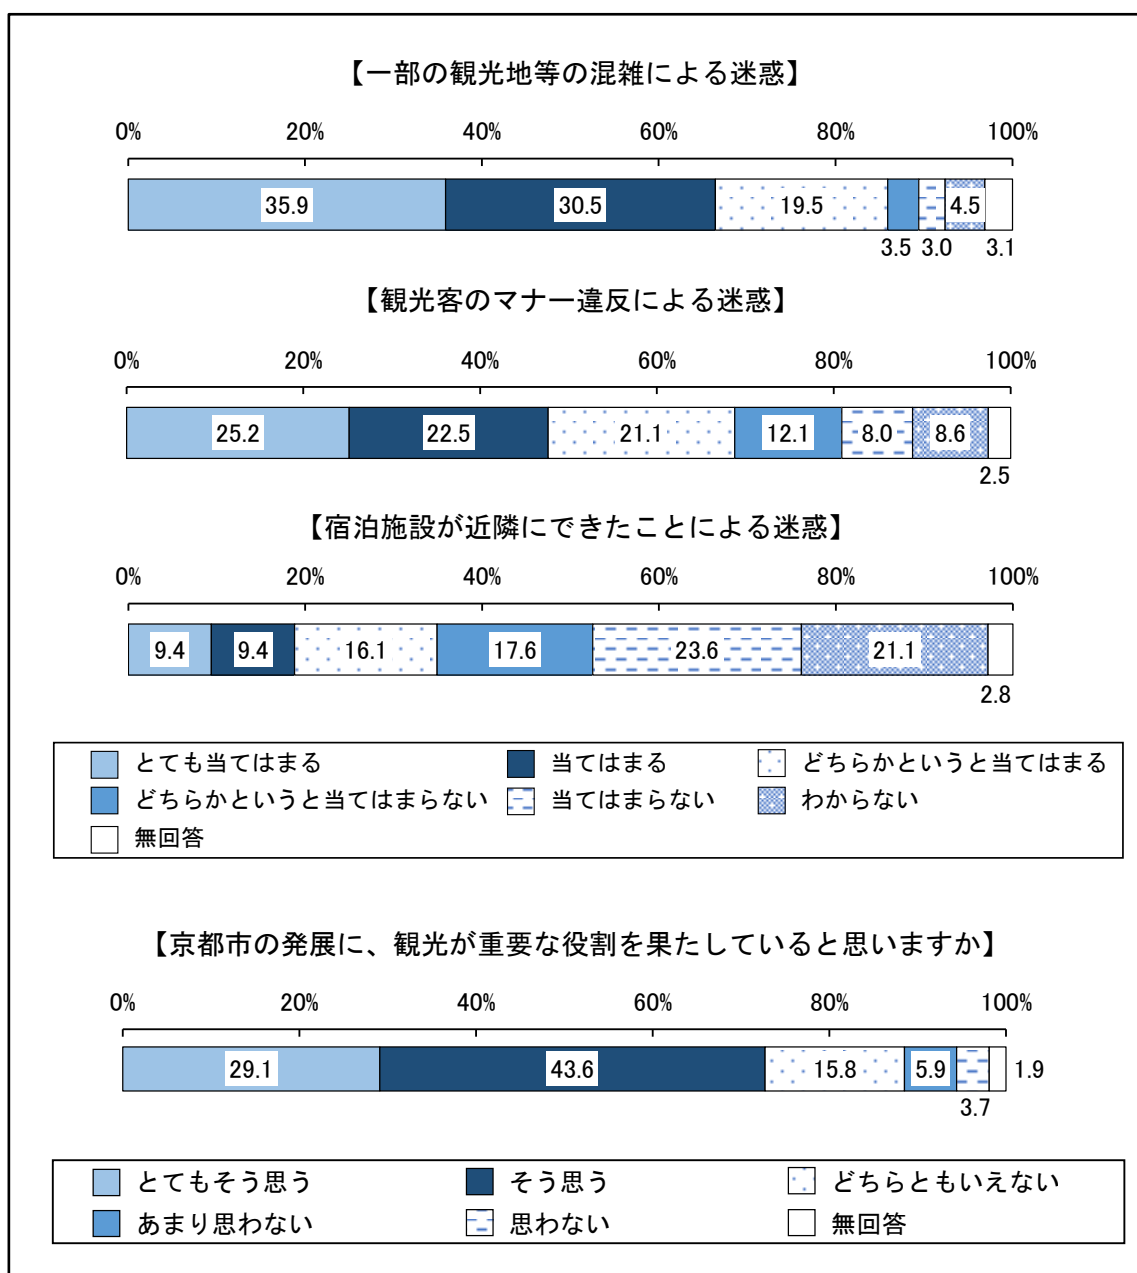 【一部の観光地等の混雑による迷惑】
0% 20% 40% 60% 80% 100%
35.9 30.5 19.5 4.5
3.5 3.0 3.1
【観光客のマナー違反による迷惑】
0% 20% 40% 60% 80% 100%
25.2 22.5 21.1 12.1 8.0 8.6
2.5
【宿泊施設が近隣にできたことによる迷惑】
0% 20% 40% 60% 80% 100%
9.4 9.4 16.1 17.6 23.6 21.1
2.8
とても当てはまる 当てはまる どちらかというと当てはまる
どちらかというと当てはまらない 当てはまらない わからない
無回答
【京都市の発展に、観光が重要な役割を果たしていると思いますか】
0% 20% 40% 60% 80% 100%
29.1 43.6 15.8 5.9 1.9
3.7
とてもそう思う そう思う どちらともいえない
あまり思わない 思わない 無回答